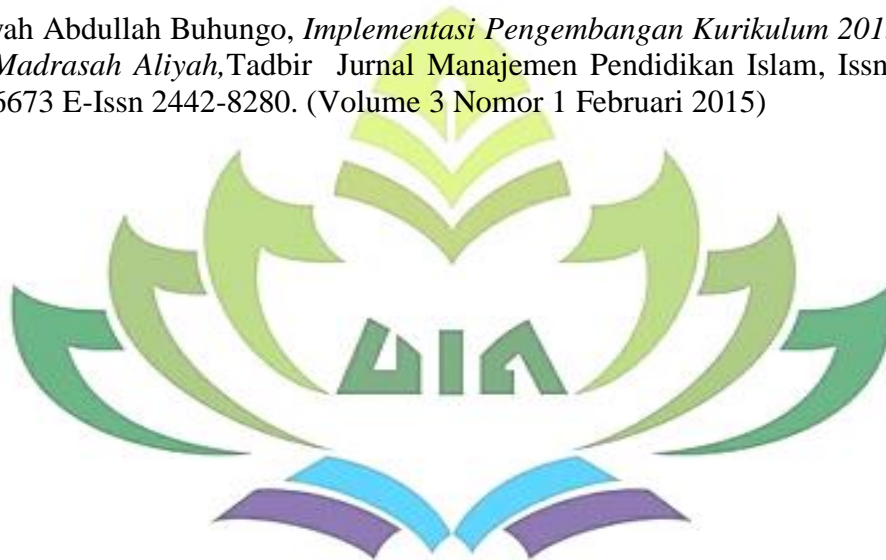 yah Abdullah Buhungo, Implementasi Pengembangan Kurikulum 201
Madrasah Aliyah,Tadbir Jurnal Manajemen Pendidikan Islam, Issn
6673 E-Issn 2442-8280. (Volume 3 Nomor 1 Februari 2015)
UIN